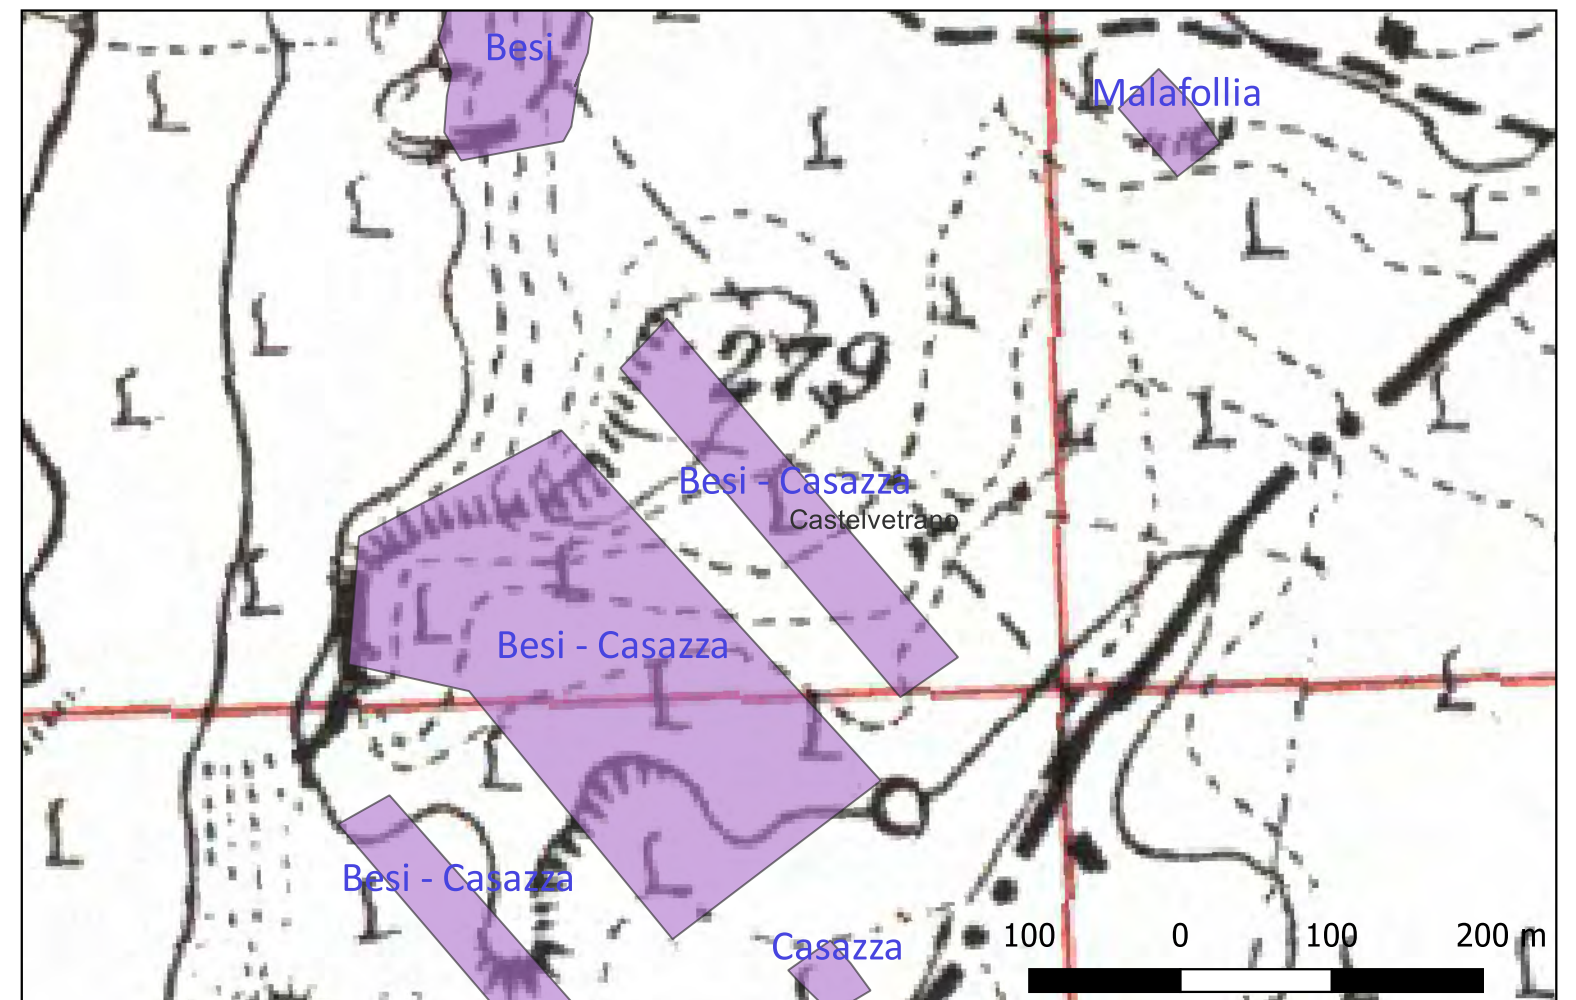 Besi
Malafollia
279
Besi - Casazza
Castelvetrano
Besi - Casazza
Besi - Casazza
Casazza
100 0 100 200 m